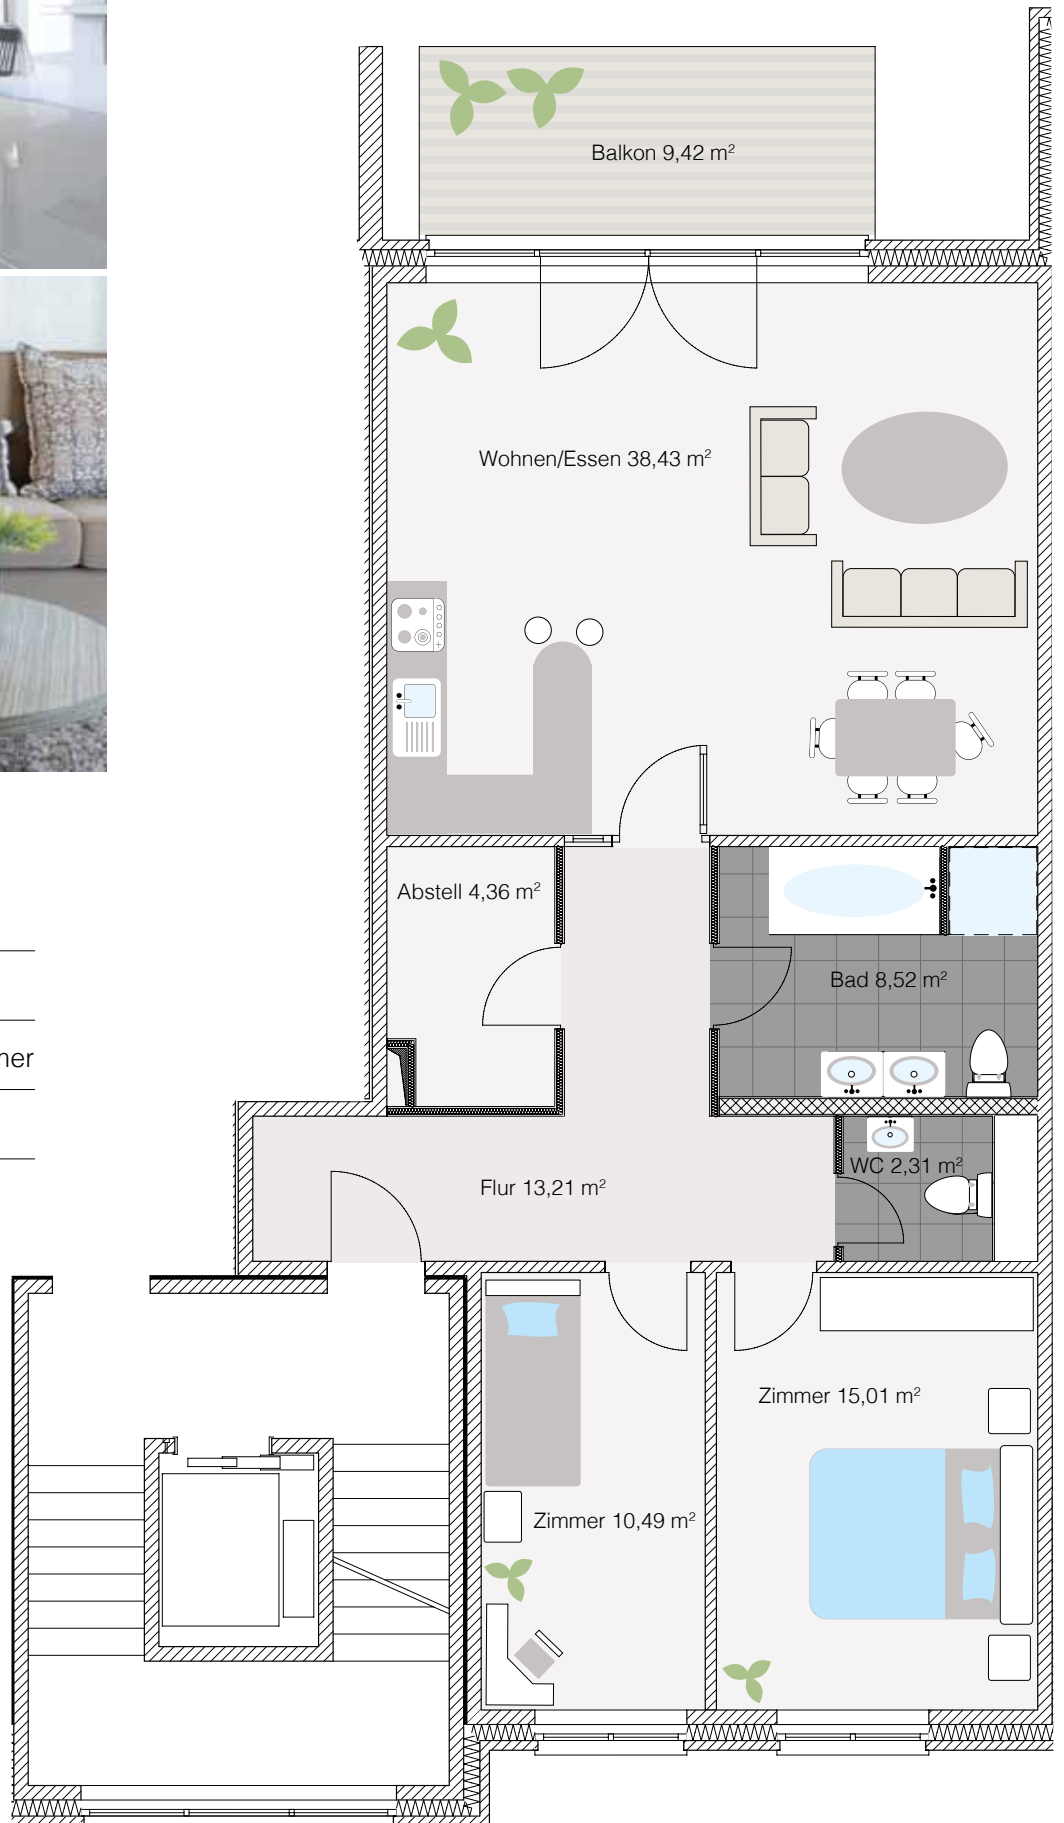 Balkon 9,42 m²
Wohnen/Essen 38,43 m²
Abstell 4,36 m²
Bad 8,52 m²
WC 2,31 m²
Flur 13,21 m²
Zimmer 15,01 m²
Zimmer 10,49 m²